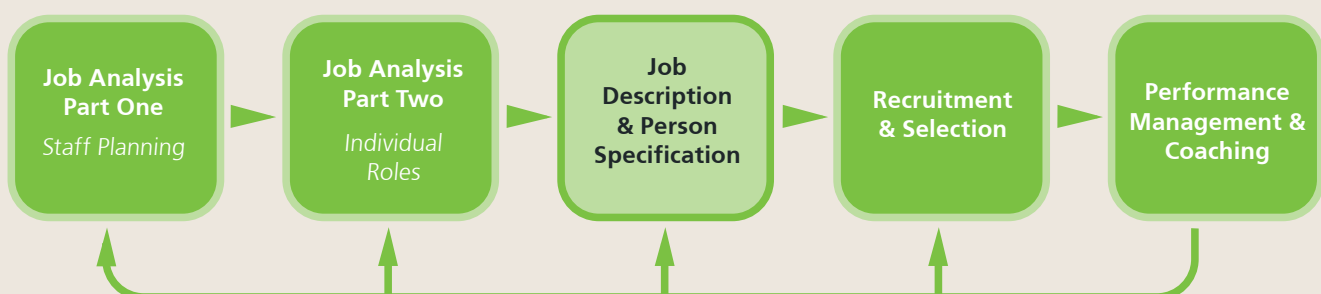 Job Analysis
Part One
Staff Planning
Job Analysis
Part Two
Individual
Roles
Job
Description
& Person
Specification
Recruitment
& Selection
Performance
Management &
Coaching